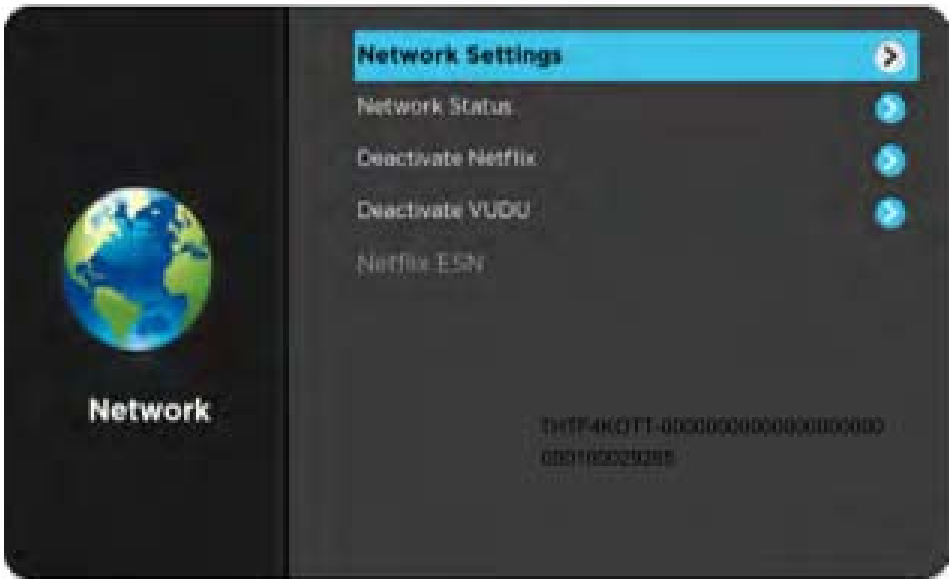 Network Settings
Network Status
Deactivate Netflix
Deactivate VUDU
Netflix ESN
Network